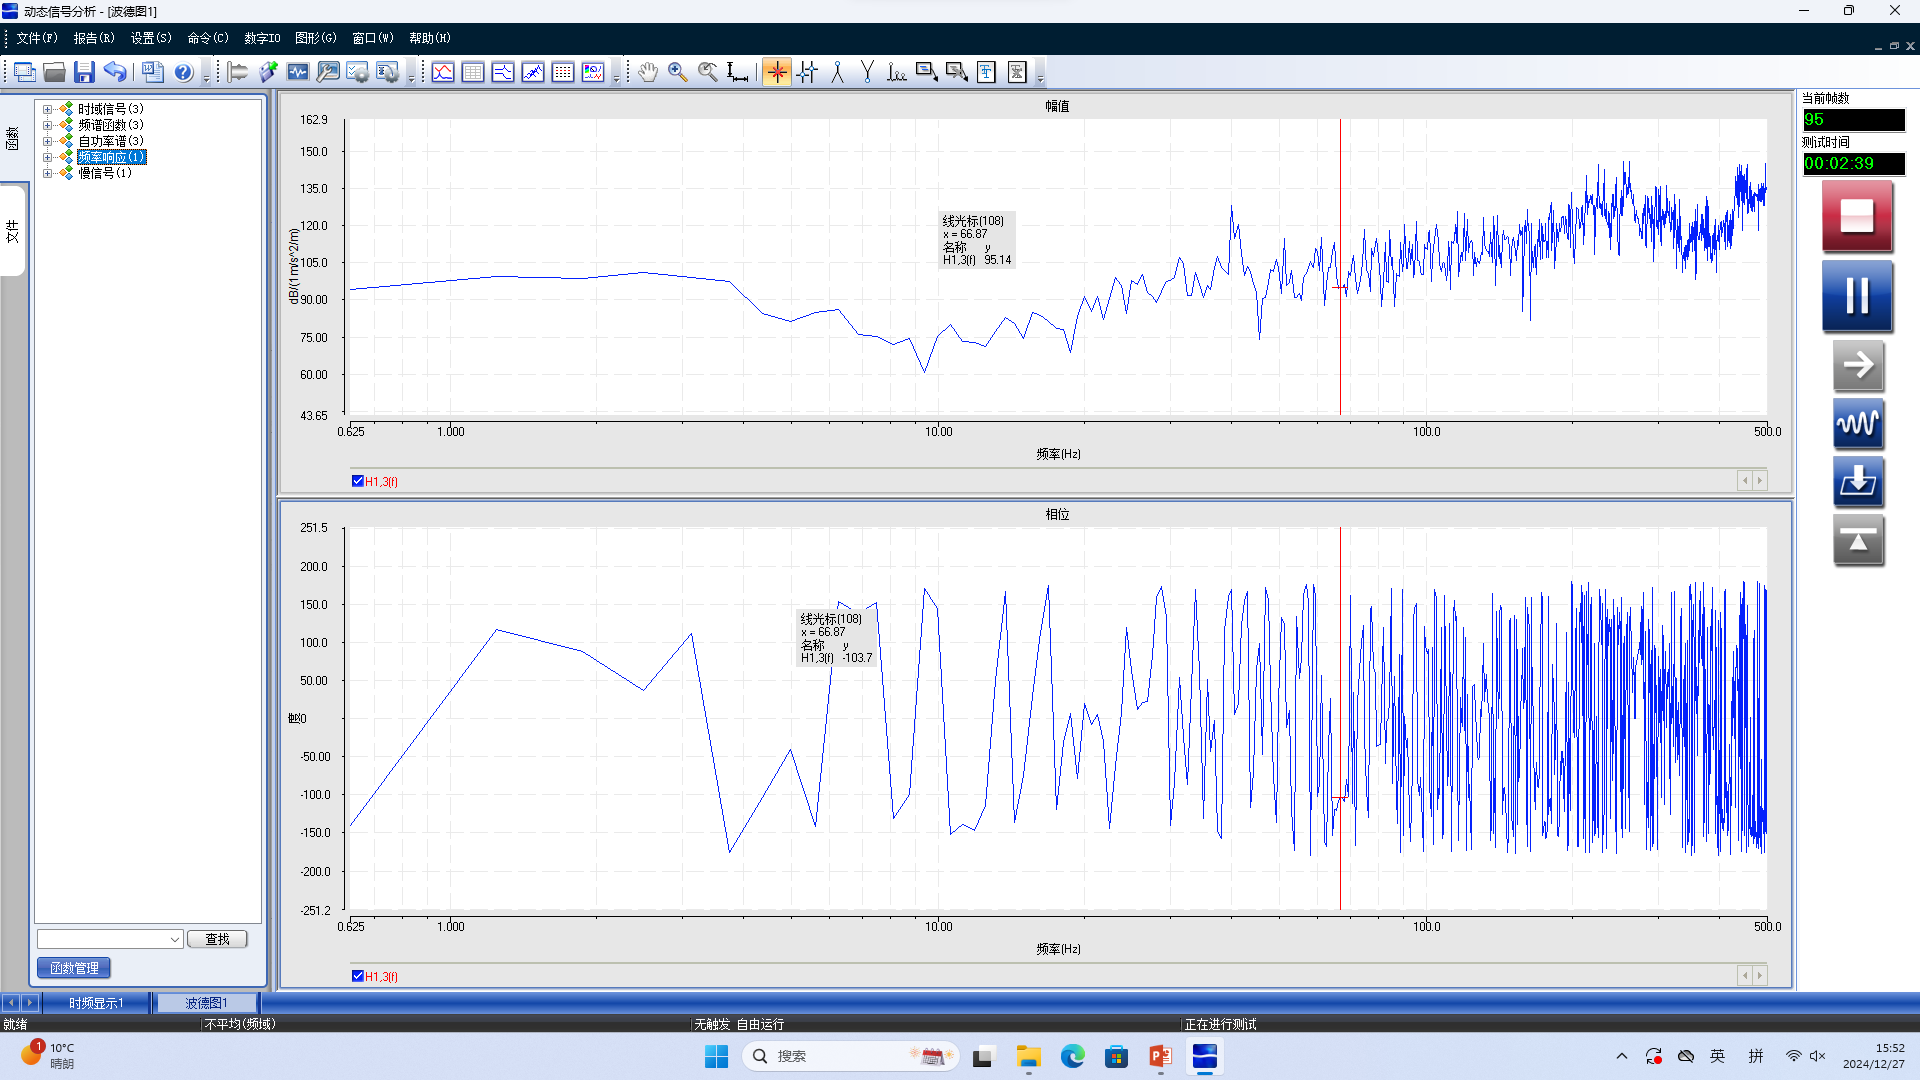 动态信号分析 - [波德图1]
文件(F) 报告(R) 设置(S) 命令(C) 数字IO 图形(G) 窗口(W) 帮助(H)
函数
文件
时域信号(3)
频谱函数(3)
自功率谱(3)
频率响应(1)
慢信号(1)
查找
函数管理
幅值
162.9
150.0
135.0
120.0
105.0
90.00
75.00
60.00
43.65
dB/(1m/s^2/m)
线光标(108)
x = 66.87
名称 y
H1,3(f) 95.14
0.625 1.000 10.00 100.0 500.0
频率(Hz)
H1,3(f)
相位
251.5
200.0
150.0
100.0
50.00
0
-50.00
-100.0
-150.0
-200.0
-251.2
度
线光标(108)
x = 66.87
名称 y
H1,3(f) -103.7
0.625 1.000 10.00 100.0 500.0
频率(Hz)
H1,3(f)
当前帧数
95
测试时间
00:02:39
时频显示1 波德图1
就绪 不平均(频域) 无触发 自由运行 正在进行测试
1
10°C
晴朗
搜索
英 拼
15:52
2024/12/27